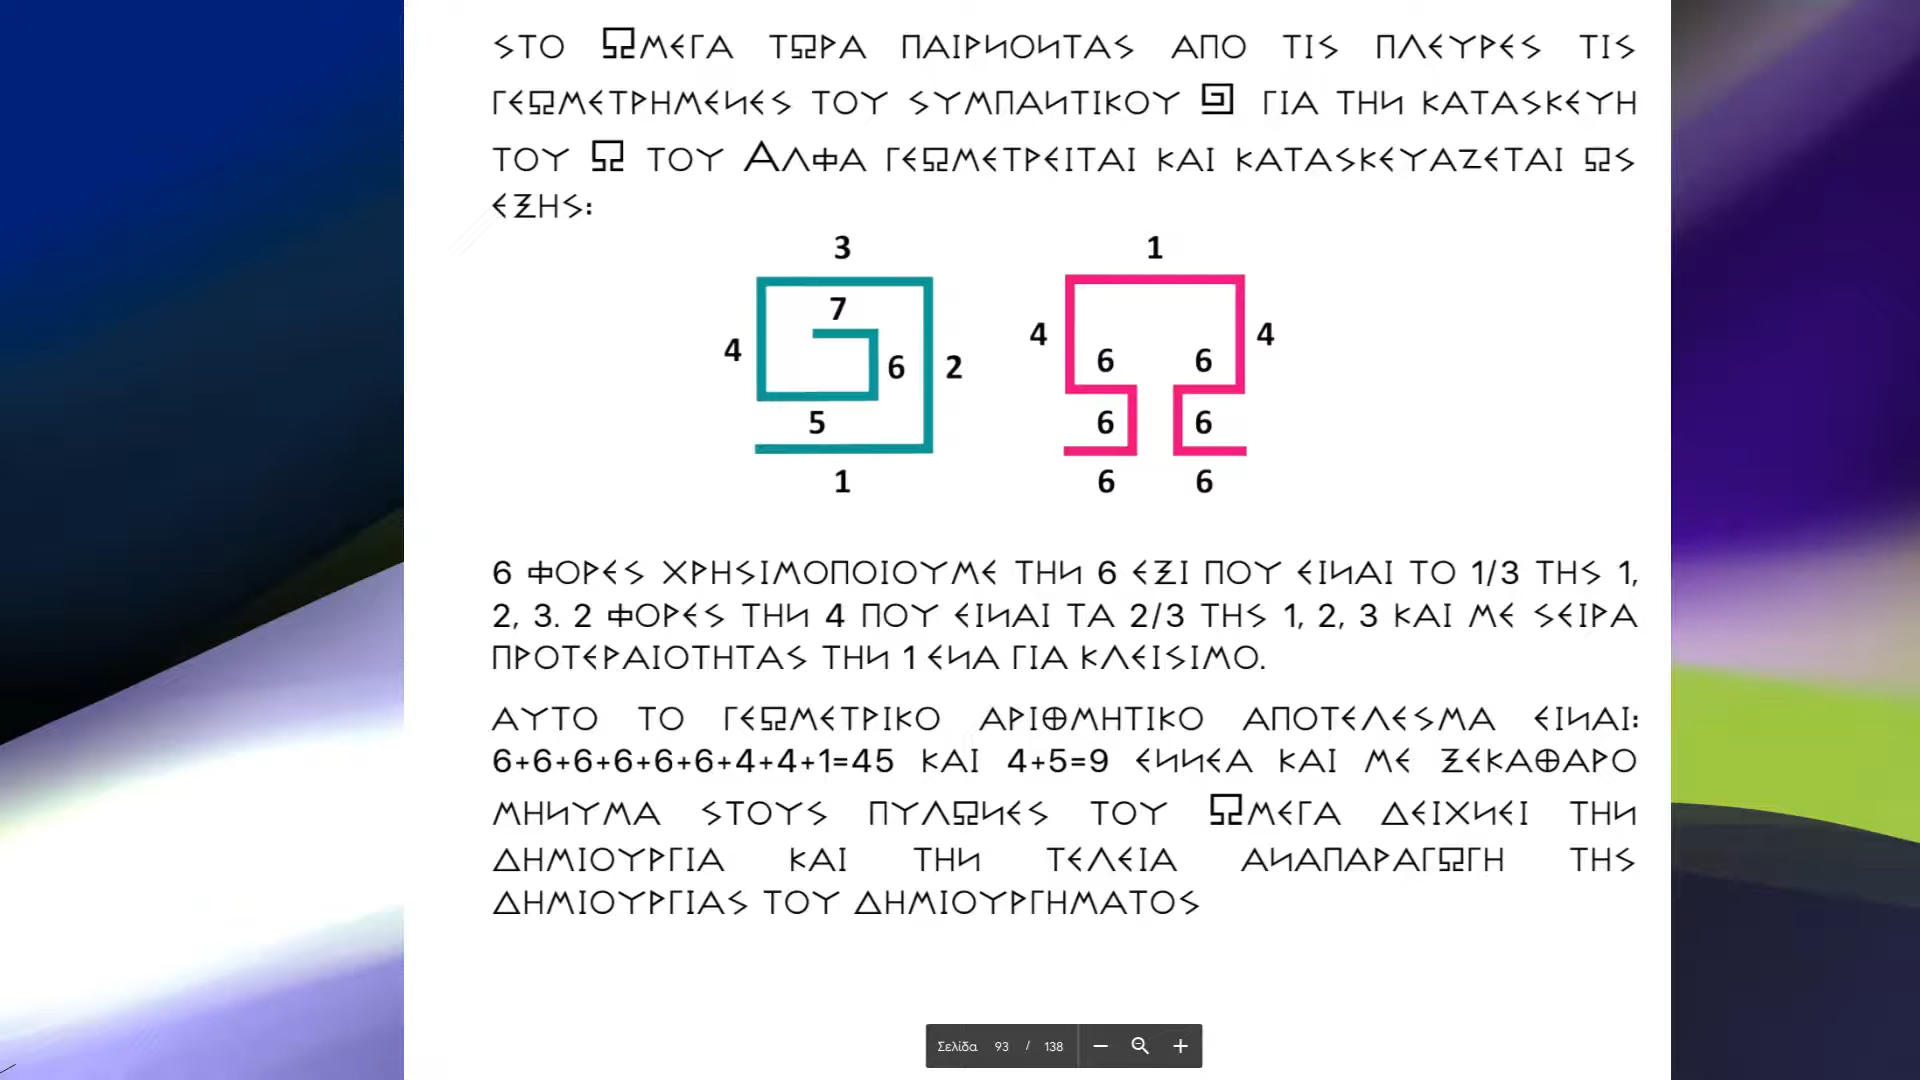 ΣΤΟ ΩΜΕΓΑ ΤΩΡΑ ΠΑΙΡΝΟΝΤΑΣ ΑΠΟ ΤΙΣ ΠΛΕΥΡΕΣ ΤΙΣ
ΓΕΩΜΕΤΡΗΜΕΝΕΣ ΤΟΥ ΣΥΜΠΑΝΤΙΚΟΥ ΓΙΑ ΤΗΝ ΚΑΤΑΣΚΕΥΗ
ΤΟΥ Ω ΤΟΥ ΑΛΦΑ ΓΕΩΜΕΤΡΕΙΤΑΙ ΚΑΙ ΚΑΤΑΣΚΕΥΑΖΕΤΑΙ ΩΣ
ΕΞΗΣ:
3 1
7
4 6 2 4 6 6 4
5 6 6
1 6 6
6 ΦΟΡΕΣ ΧΡΗΣΙΜΟΠΟΙΟΥΜΕ ΤΗΝ 6 ΕΞΙ ΠΟΥ ΕΙΝΑΙ ΤΟ 1/3 ΤΗΣ 1,
2, 3. 2 ΦΟΡΕΣ ΤΗΝ 4 ΠΟΥ ΕΙΝΑΙ ΤΑ 2/3 ΤΗΣ 1, 2, 3 ΚΑΙ ΜΕ ΣΕΙΡΑ
ΠΡΟΤΕΡΑΙΟΤΗΤΑΣ ΤΗΝ 1 ΕΝΑ ΓΙΑ ΚΛΕΙΣΙΜΟ.
ΑΥΤΟ ΤΟ ΓΕΩΜΕΤΡΙΚΟ ΑΡΙΘΜΗΤΙΚΟ ΑΠΟΤΕΛΕΣΜΑ ΕΙΝΑΙ:
6+6+6+6+6+6+4+4+1=45 ΚΑΙ 4+5=9 ΕΝΝΕΑ ΚΑΙ ΜΕ ΞΕΚΑΘΑΡΟ
ΜΗΝΥΜΑ ΣΤΟΥΣ ΠΥΛΩΝΕΣ ΤΟΥ ΩΜΕΓΑ ΔΕΙΧΝΕΙ ΤΗΝ
ΔΗΜΙΟΥΡΓΙΑ ΚΑΙ ΤΗΝ ΤΕΛΕΙΑ ΑΝΑΠΑΡΑΓΩΓΗ ΤΗΣ
ΔΗΜΙΟΥΡΓΙΑΣ ΤΟΥ ΔΗΜΙΟΥΡΓΗΜΑΤΟΣ
Σελίδα 93 / 138